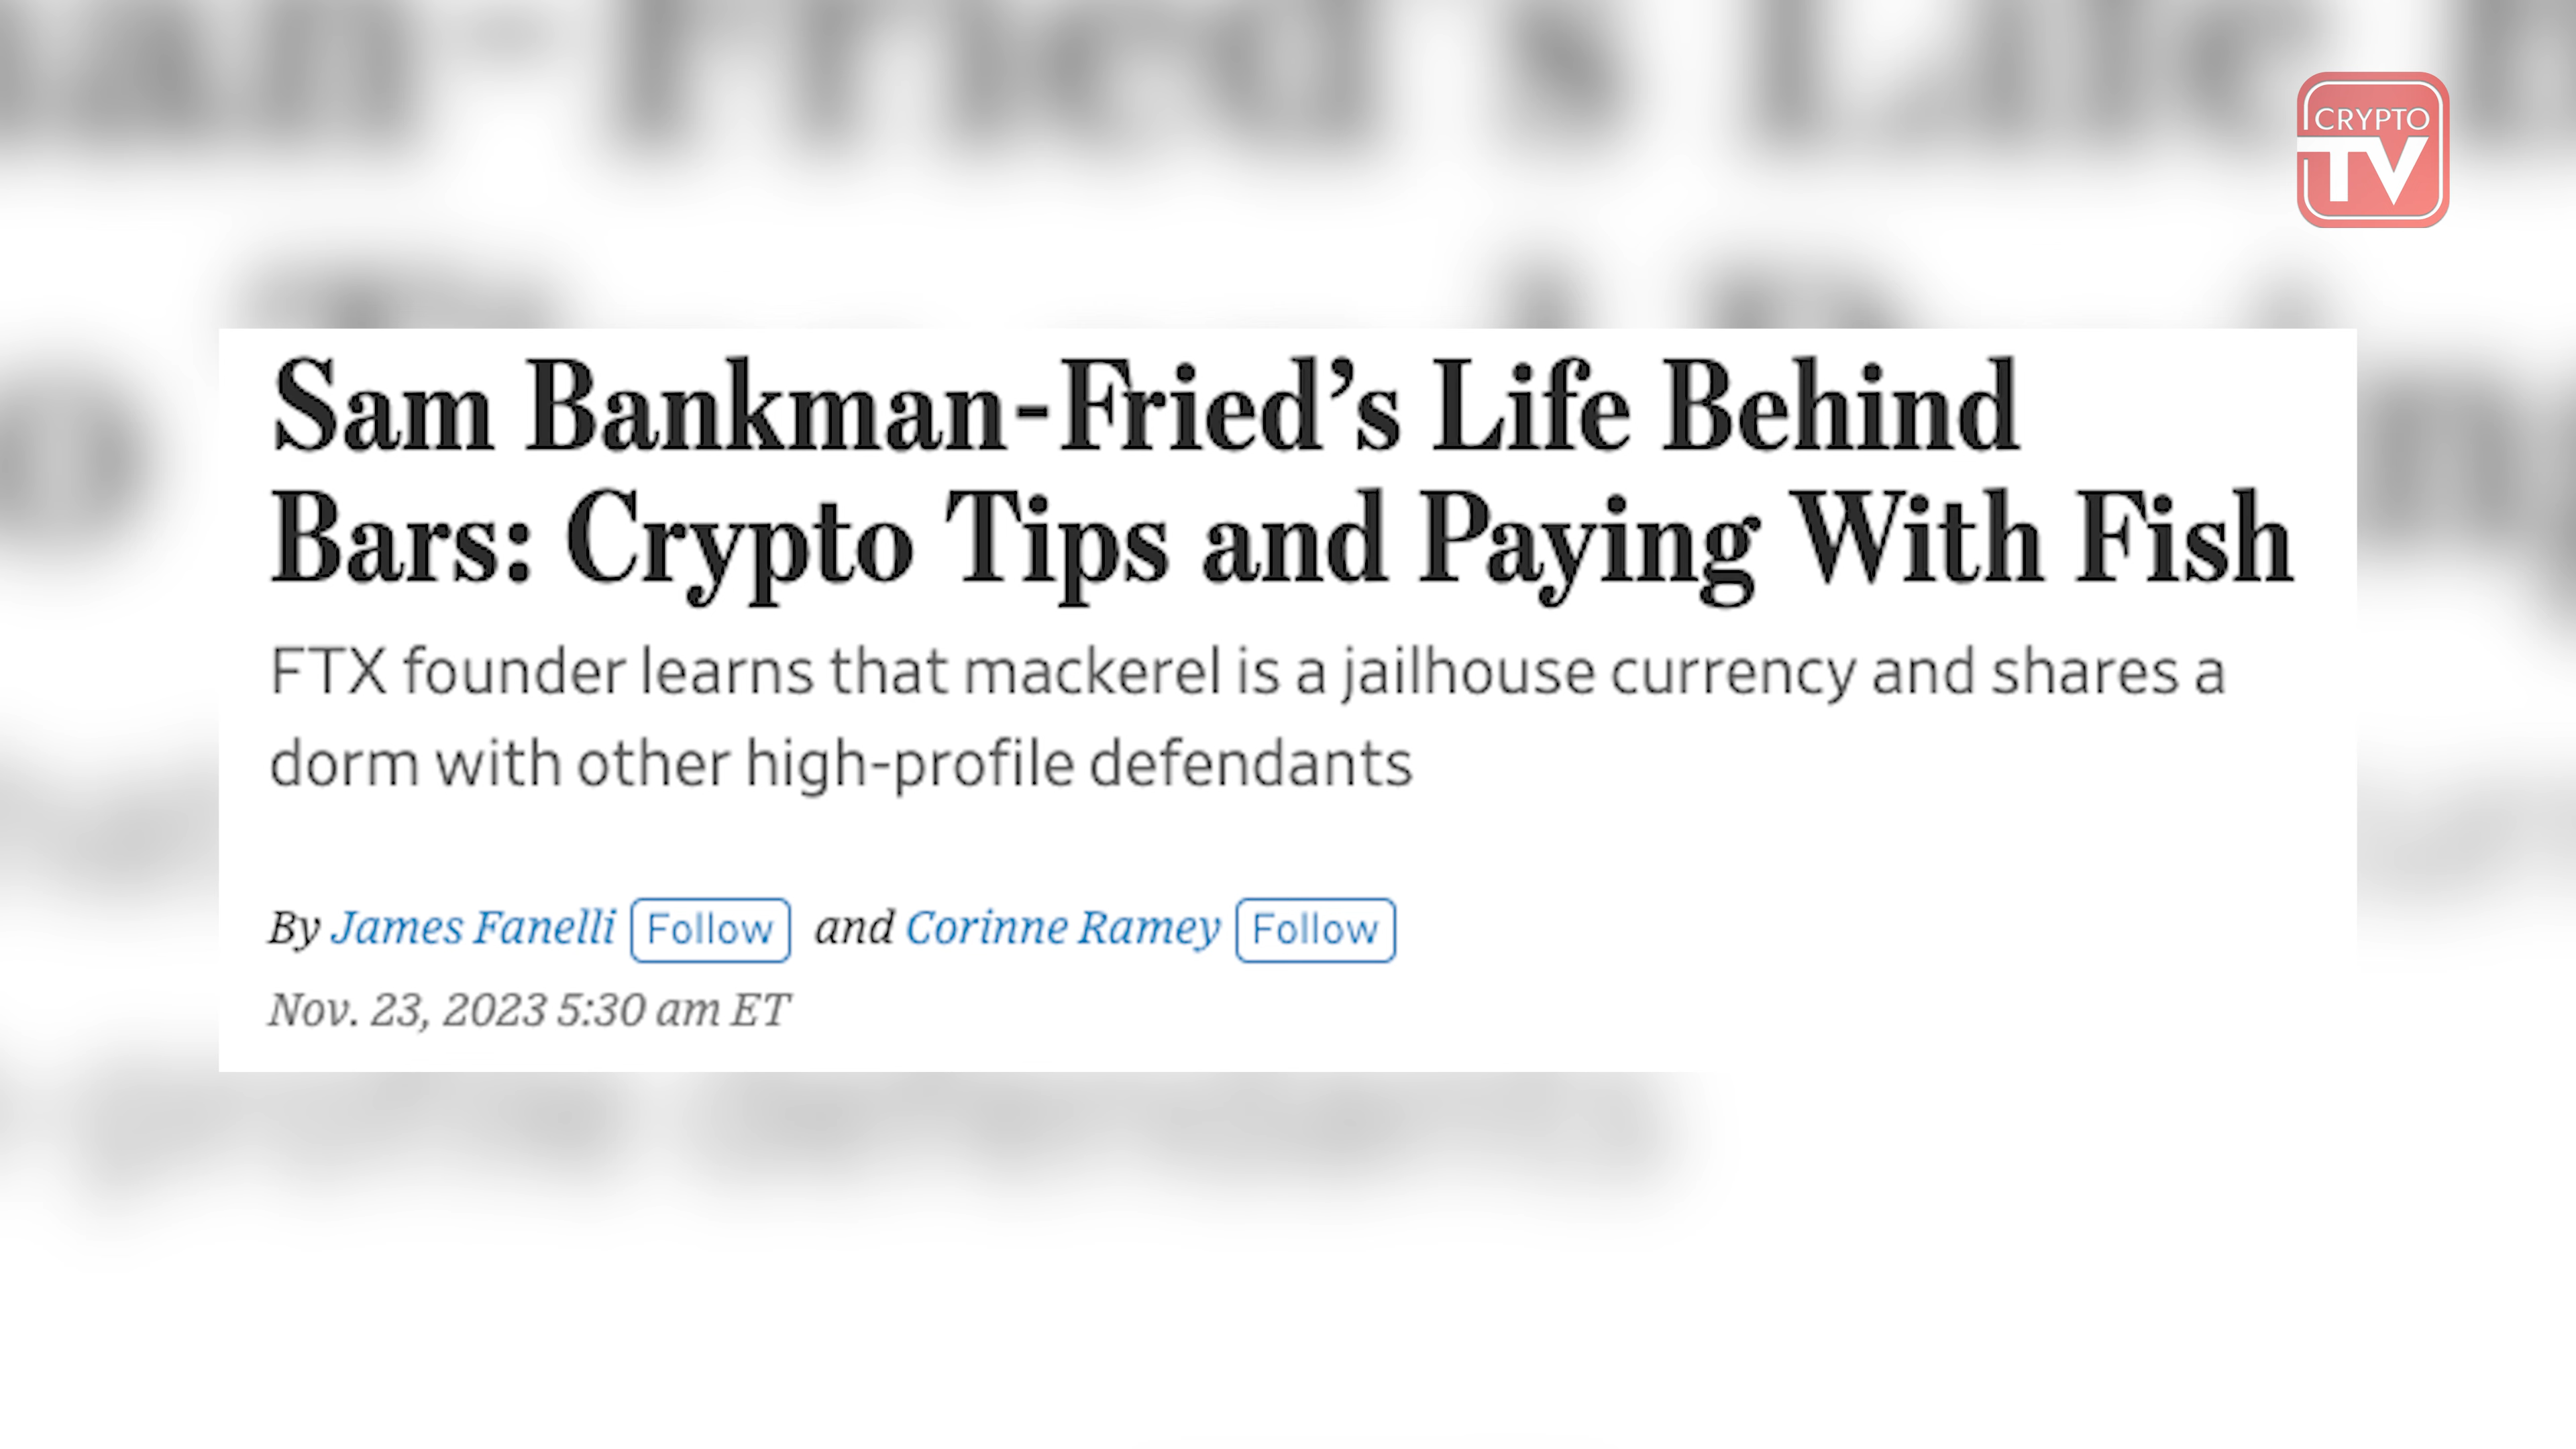 CRYPTO
TV
Sam Bankman-Fried’s Life Behind
Bars: Crypto Tips and Paying With Fish
FTX founder learns that mackerel is a jailhouse currency and shares a
dorm with other high-profile defendants
By James Fanelli Follow and Corinne Ramey Follow
Nov. 23, 2023 5:30 am ET